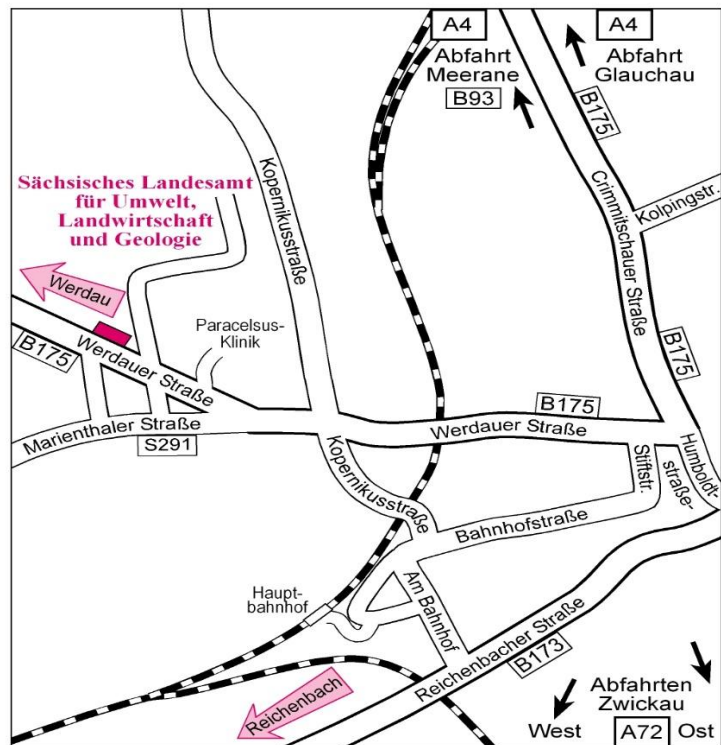 A4
A4
Abfahrt
Meerane
B93
Abfahrt
Glauchau
B175
Kopernikusstraße
Crimmitschauer Straße
Kolpingstr.
Sächsisches Landesamt
für Umwelt,
Landwirtschaft
und Geologie
Werdau
Paracelsus-
Klinik
B175
Werdauer Straße
B175
B175
Marienthaler Straße
S291
Werdauer Straße
Kopernikusstraße
Stiftstr.
Humboldt-
straße-
Bahnhofstraße
Haupt-
bahnhof
Am Bahnhof
Reichenbacher Straße
B173
Reichenbach
Abfahrten
Zwickau
West
A72
Ost